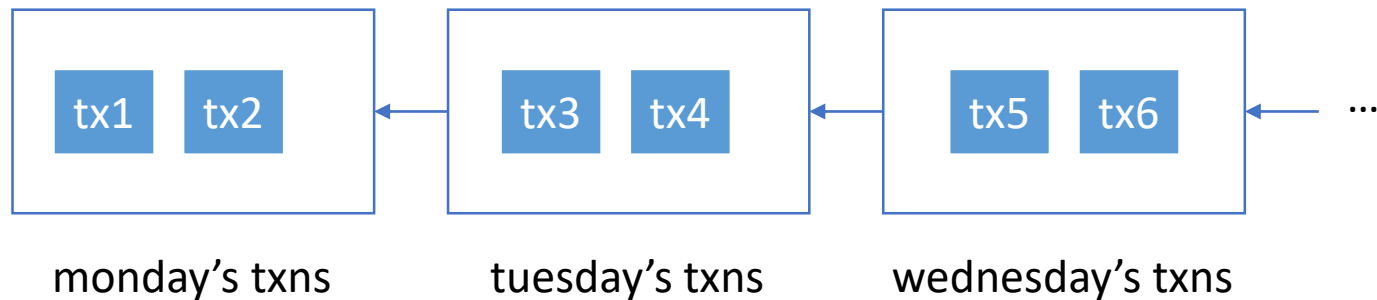 tx1 tx2 tx3 tx4 tx5 tx6 ...
monday’s txns tuesday’s txns wednesday’s txns